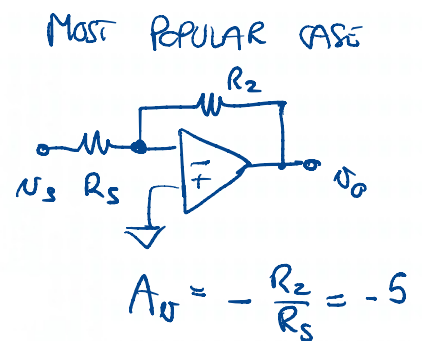 MOST POPULAR CASE
R2
-
+
vs Rs
vo
Av = - R2/Rs = -5